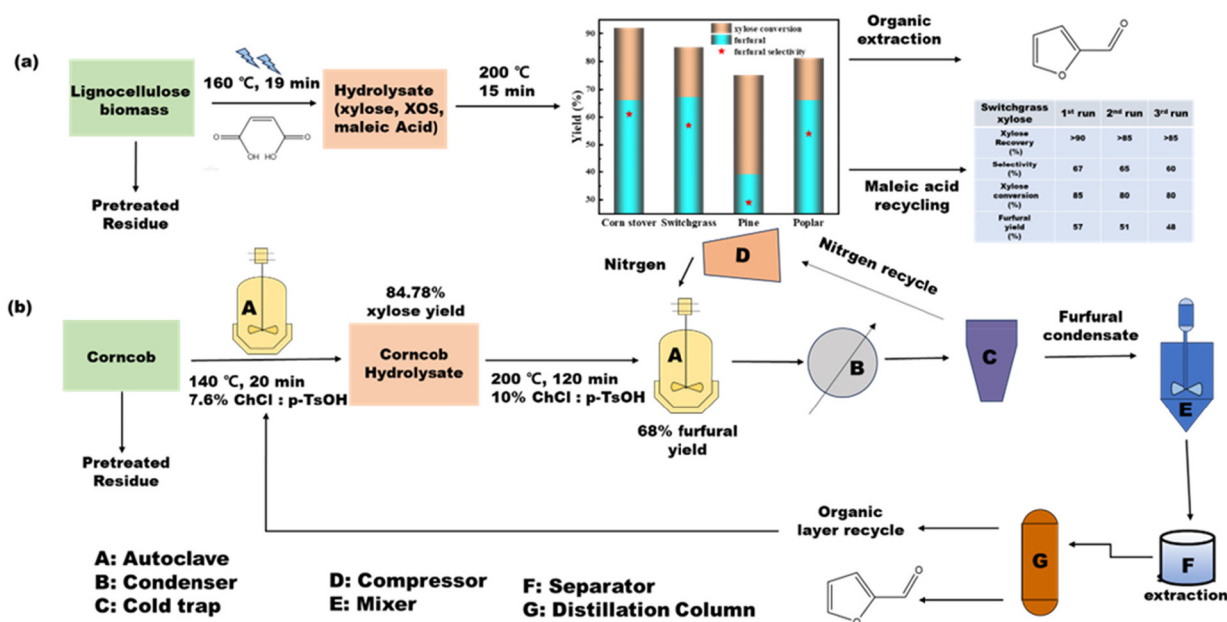 (a)
Lignocellulose
biomass
160 ℃, 19 min
O
OH
HO
O
Pretreated
Residue
Hydrolysate
(xylose, XOS,
maleic Acid)
200 ℃
15 min
Yield (%)
90
80
70
60
50
40
30
xylose conversion
furfural
furfural selectivity
Corn stover Switchgrass Pine Poplar
Organic
extraction
O
O
Maleic acid
recycling
Switchgrass xylose 1st run 2nd run 3rd run
Xylose Recovery (%) >90 >85 >85
Selectivity (%) 67 65 60
Xylose conversion (%) 85 80 80
Furfural yield (%) 57 51 48
(b)
Corncob
Pretreated
Residue
A
140 ℃, 20 min
7.6% ChCl : p-TsOH
84.78%
xylose yield
Corncob
Hydrolysate
200 ℃, 120 min
10% ChCl : p-TsOH
Nitrgen
D
Nitrgen recycle
A
68% furfural
yield
B
C
Furfural
condensate
E
F
extraction
G
Organic
layer recycle
O
O
A: Autoclave
B: Condenser
C: Cold trap
D: Compressor
E: Mixer
F: Separator
G: Distillation Column